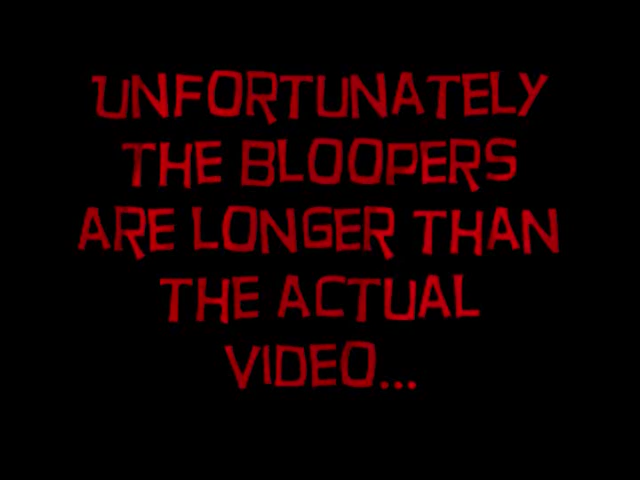 UNFORTUNATELY
THE BLOOPERS
ARE LONGER THAN
THE ACTUAL
VIDEO...